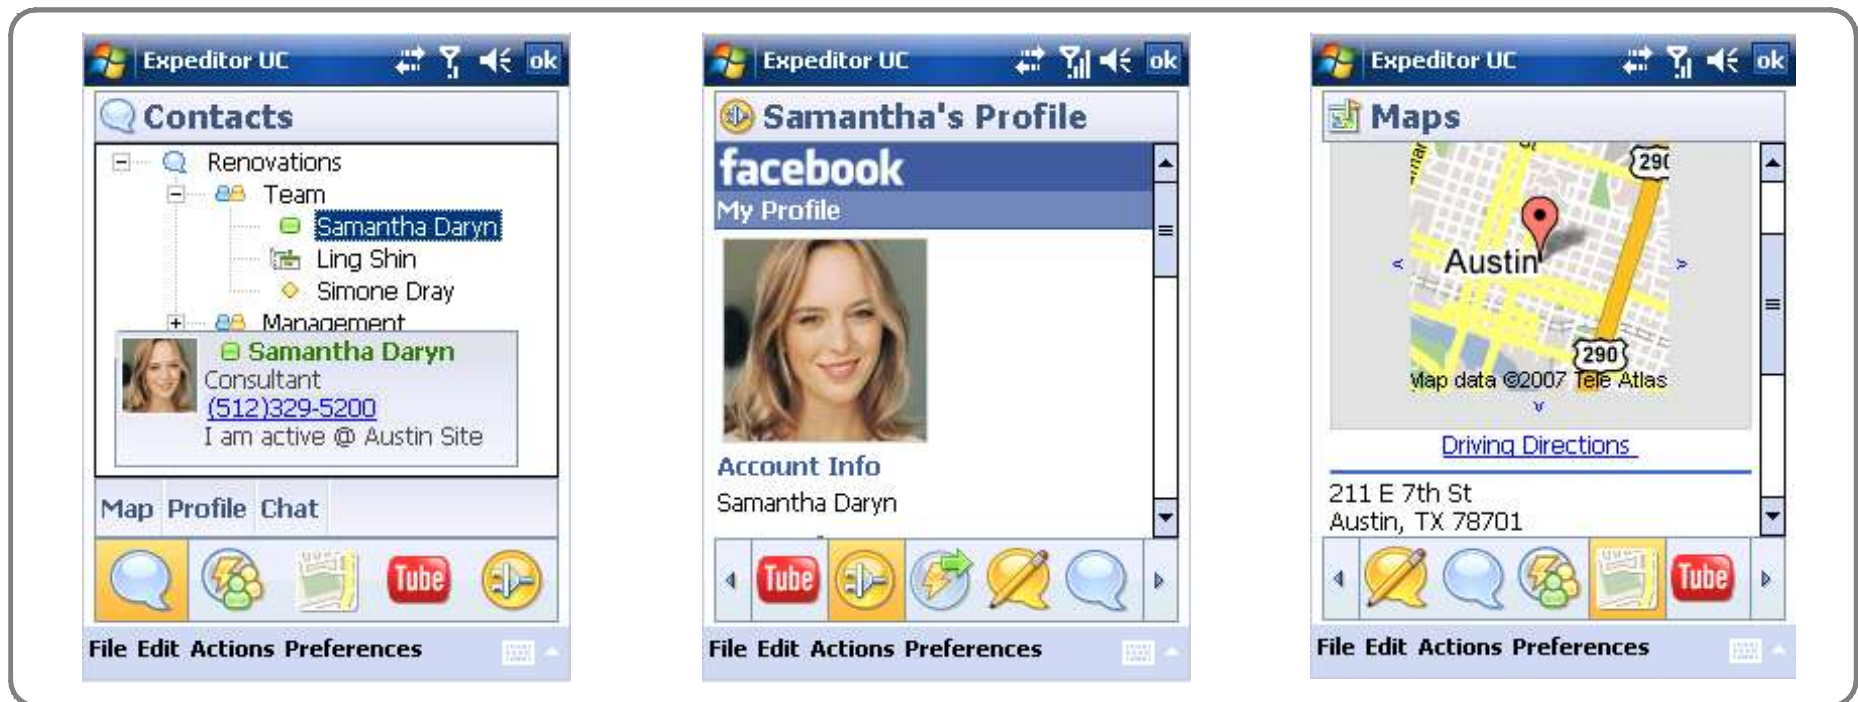 Expeditor UC
ok
Contacts
Renovations
Team
Samantha Daryn
Ling Shin
Simone Dray
Management
Samantha Daryn
Consultant
(512)329-5200
I am active @ Austin Site
Map Profile Chat
Tube
File Edit Actions Preferences
Expeditor UC
ok
Samantha's Profile
facebook
My Profile
Account Info
Samantha Daryn
Tube
File Edit Actions Preferences
Expeditor UC
ok
Maps
290
Austin
290
Map data ©2007 Tele Atlas
Driving Directions
211 E 7th St
Austin, TX 78701
Tube
File Edit Actions Preferences